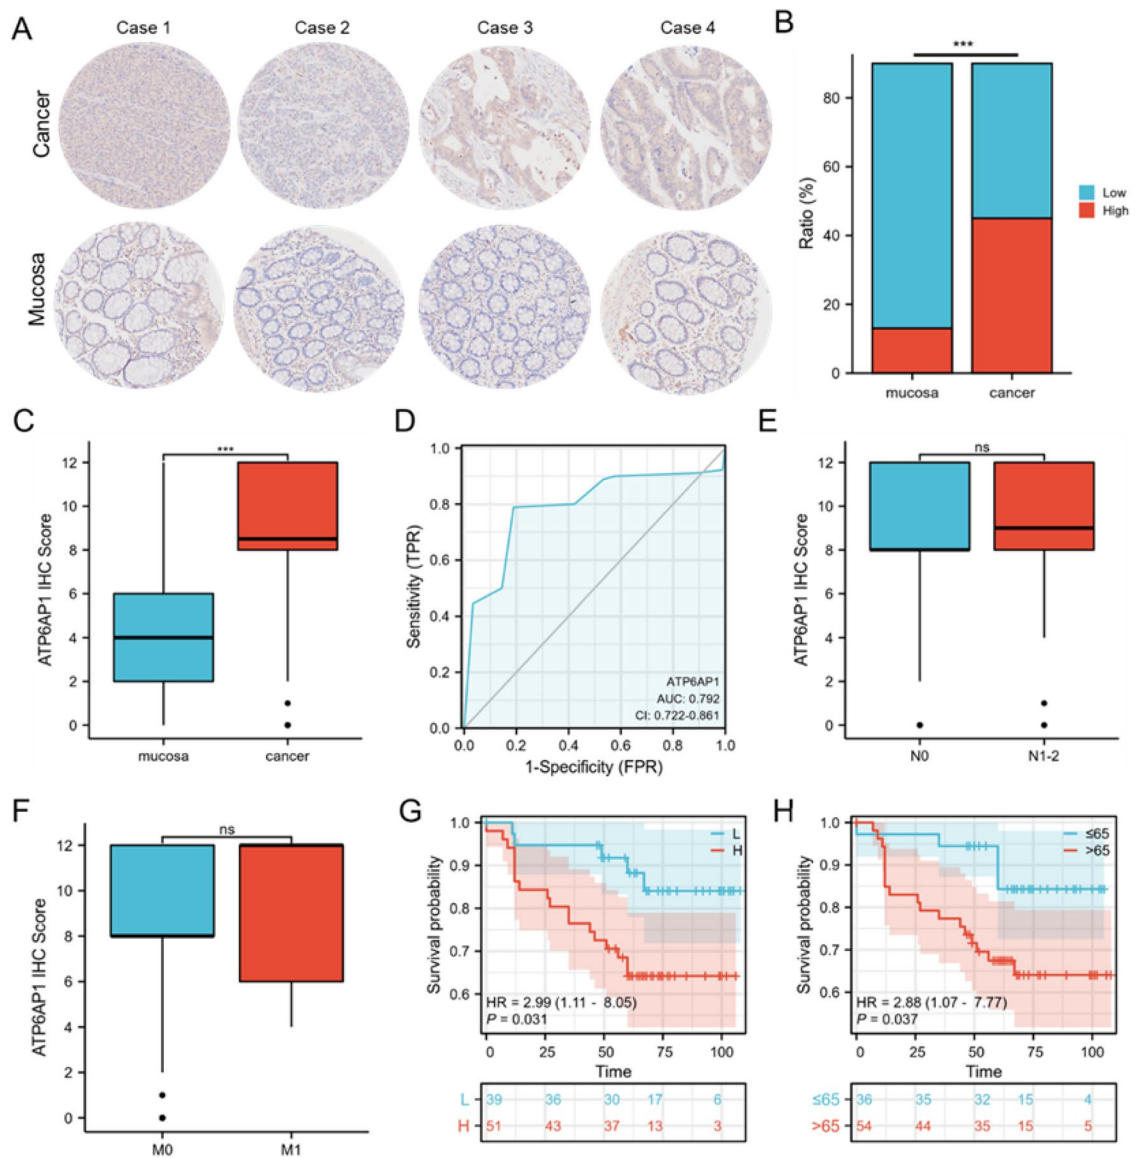 A
Case 1
Case 2
Case 3
Case 4
Cancer
Mucosa
B
***
Ratio (%)
80
60
40
20
0
mucosa
cancer
Low
High
C
***
ATP6AP1 IHC Score
12
10
8
6
4
2
0
mucosa
cancer
D
Sensitivity (TPR)
1.0
0.8
0.6
0.4
0.2
0.0
ATP6AP1
AUC: 0.792
CI: 0.722-0.861
0.0 0.2 0.4 0.6 0.8 1.0
1-Specificity (FPR)
E
ns
ATP6AP1 IHC Score
12
10
8
6
4
2
0
N0
N1-2
F
ns
ATP6AP1 IHC Score
12
10
8
6
4
2
0
M0
M1
G
Survival probability
1.0
0.9
0.8
0.7
0.6
L
H
HR = 2.99 (1.11 - 8.05)
P = 0.031
0 25 50 75 100
Time
L 39 36 30 17 6
H 51 43 37 13 3
H
Survival probability
1.0
0.9
0.8
0.7
0.6
≤65
>65
HR = 2.88 (1.07 - 7.77)
P = 0.037
0 25 50 75 100
Time
≤65 36 35 32 15 4
>65 54 44 35 15 5